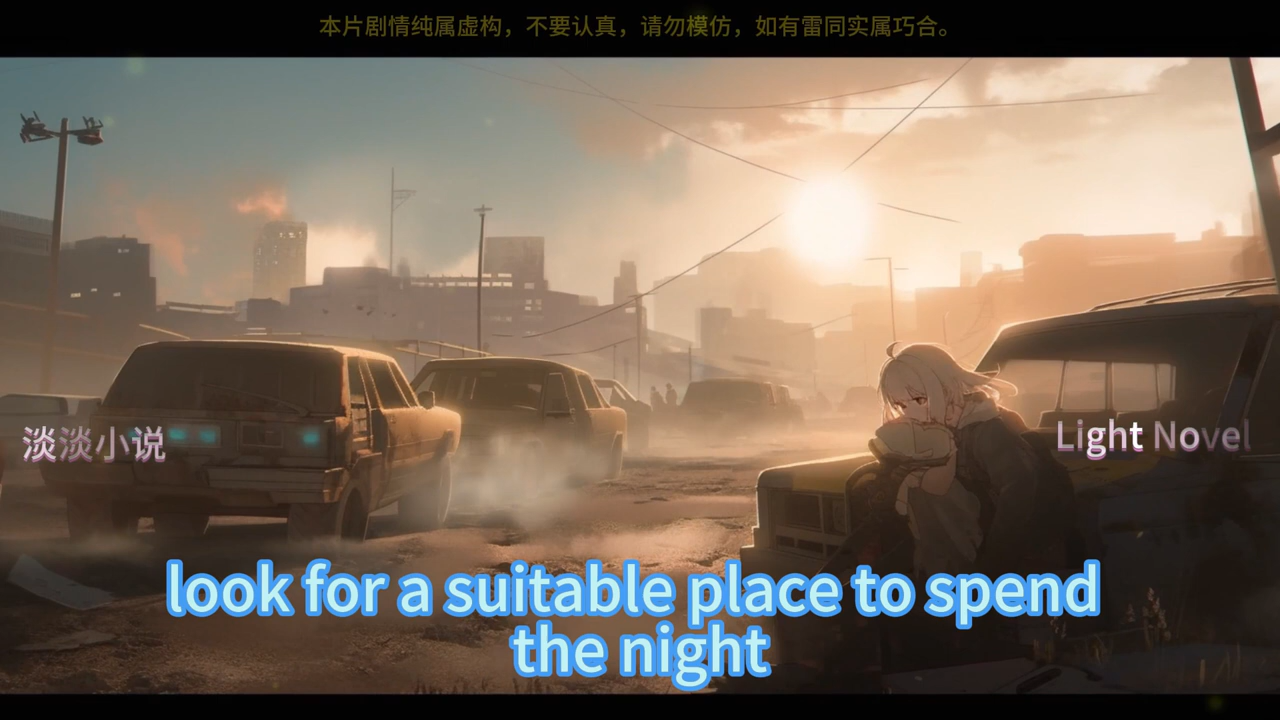 本片剧情纯属虚构，不要认真，请勿模仿，如有雷同实属巧合。
淡淡小说
Light Novel
look for a suitable place to spend
the night